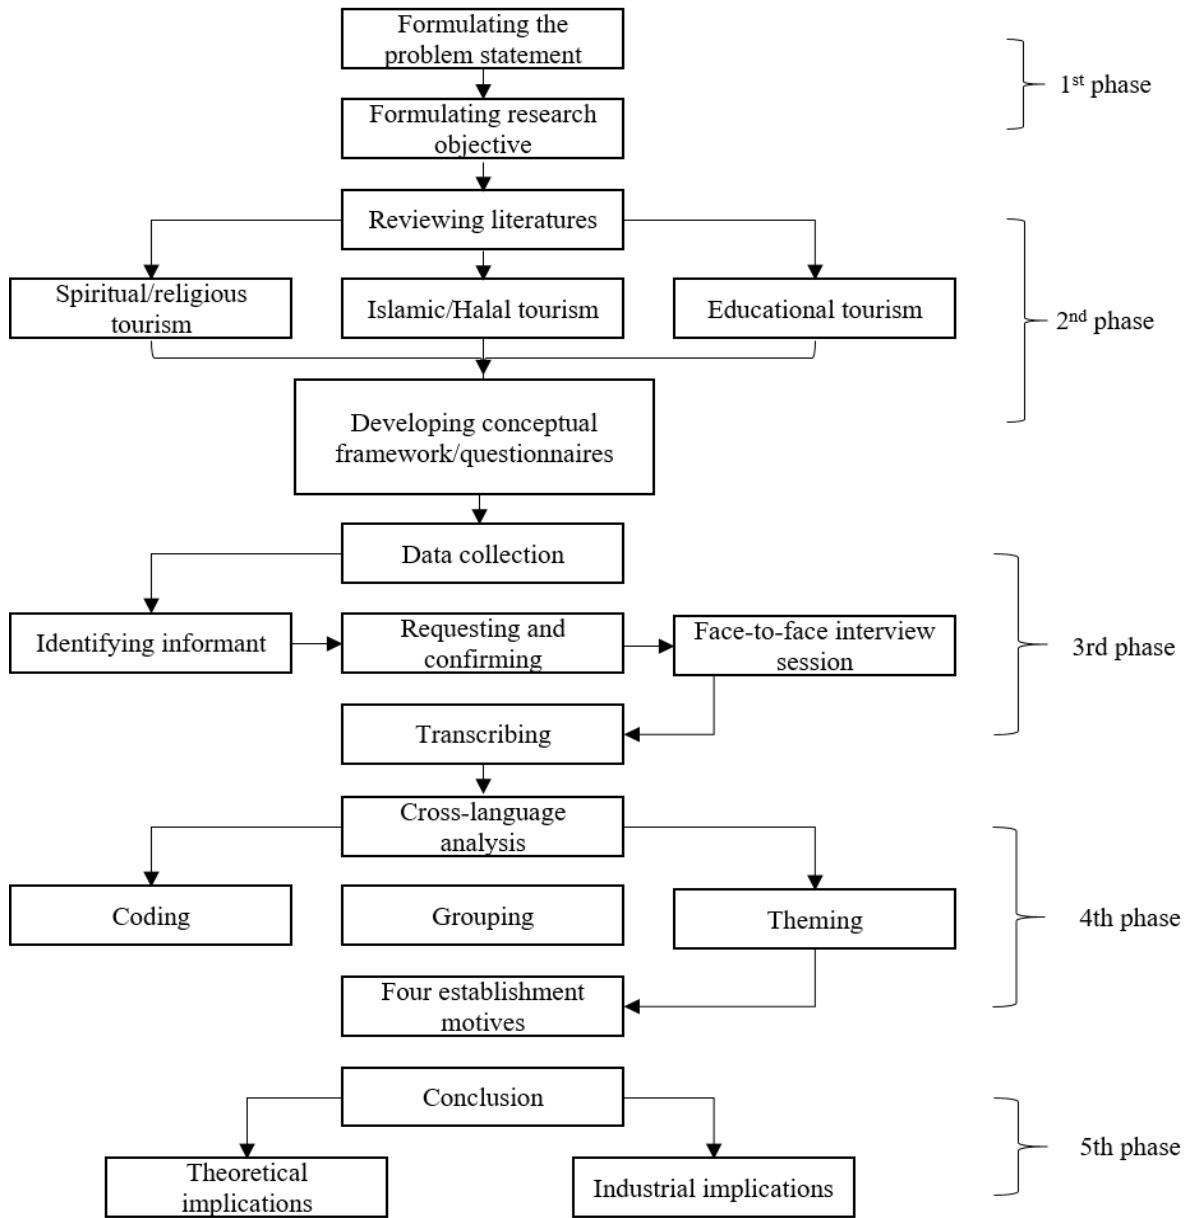 Formulating the
problem statement
1st phase
Formulating research
objective
Reviewing literatures
Spiritual/religious
tourism
Islamic/Halal tourism
Educational tourism
2nd phase
Developing conceptual
framework/questionnaires
Data collection
Identifying informant
Requesting and
confirming
Face-to-face interview
session
3rd phase
Transcribing
Cross-language
analysis
Coding
Grouping
Theming
4th phase
Four establishment
motives
Conclusion
5th phase
Theoretical
implications
Industrial implications